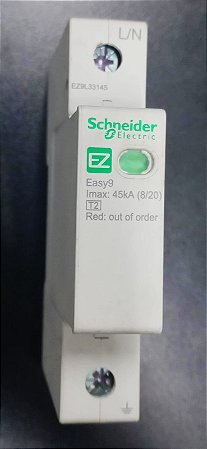 L/N
EZ9L33145
Schneider
Electric
EZ
Easy9
Imax: 45kA (8/20)
T2
Red: out of order